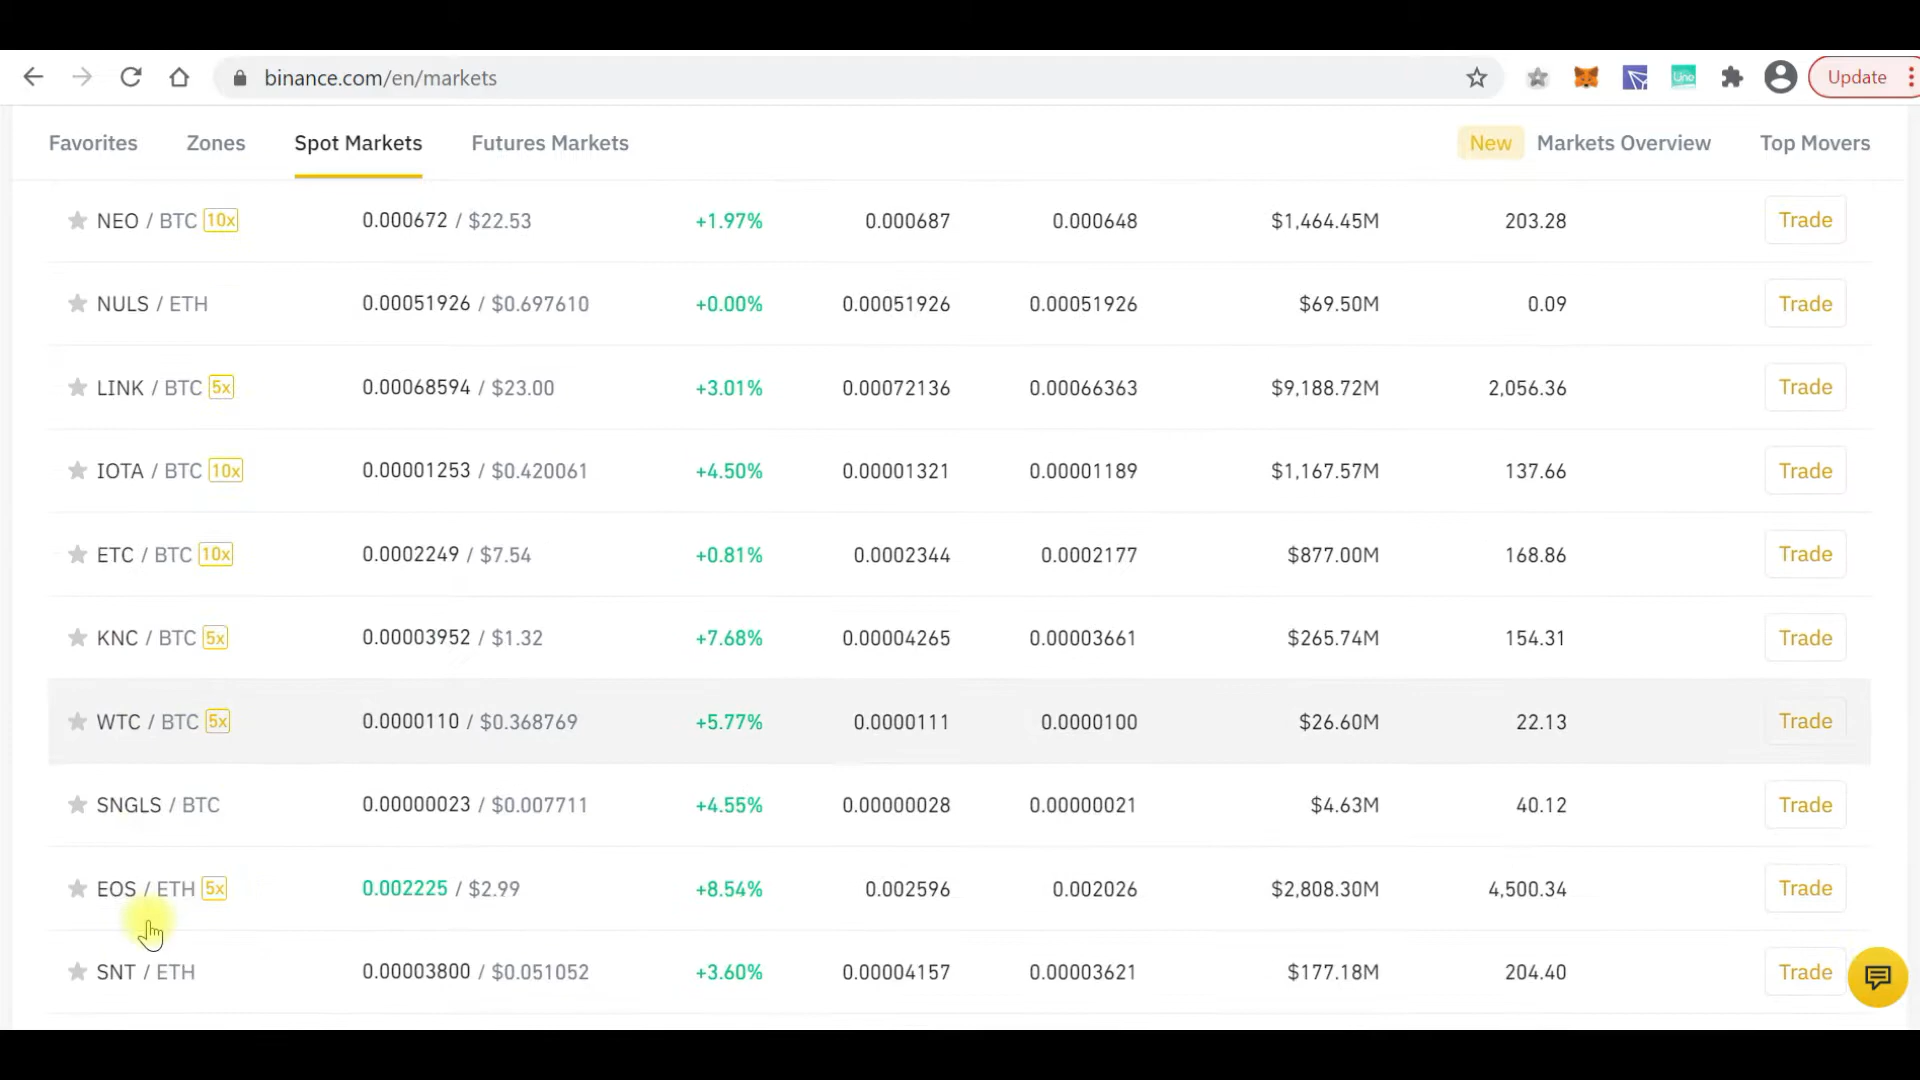 binance.com/en/markets Uno Update
Favorites Zones Spot Markets Futures Markets New Markets Overview Top Movers
NEO / BTC 10x 0.000672 / $22.53 +1.97% 0.000687 0.000648 $1,464.45M 203.28 Trade
NULS / ETH 0.00051926 / $0.697610 +0.00% 0.00051926 0.00051926 $69.50M 0.09 Trade
LINK / BTC 5x 0.00068594 / $23.00 +3.01% 0.00072136 0.00066363 $9,188.72M 2,056.36 Trade
IOTA / BTC 10x 0.00001253 / $0.420061 +4.50% 0.00001321 0.00001189 $1,167.57M 137.66 Trade
ETC / BTC 10x 0.0002249 / $7.54 +0.81% 0.0002344 0.0002177 $877.00M 168.86 Trade
KNC / BTC 5x 0.00003952 / $1.32 +7.68% 0.00004265 0.00003661 $265.74M 154.31 Trade
WTC / BTC 5x 0.0000110 / $0.368769 +5.77% 0.0000111 0.0000100 $26.60M 22.13 Trade
SNGLS / BTC 0.00000023 / $0.007711 +4.55% 0.00000028 0.00000021 $4.63M 40.12 Trade
EOS / ETH 5x 0.002225 / $2.99 +8.54% 0.002596 0.002026 $2,808.30M 4,500.34 Trade
SNT / ETH 0.00003800 / $0.051052 +3.60% 0.00004157 0.00003621 $177.18M 204.40 Trade